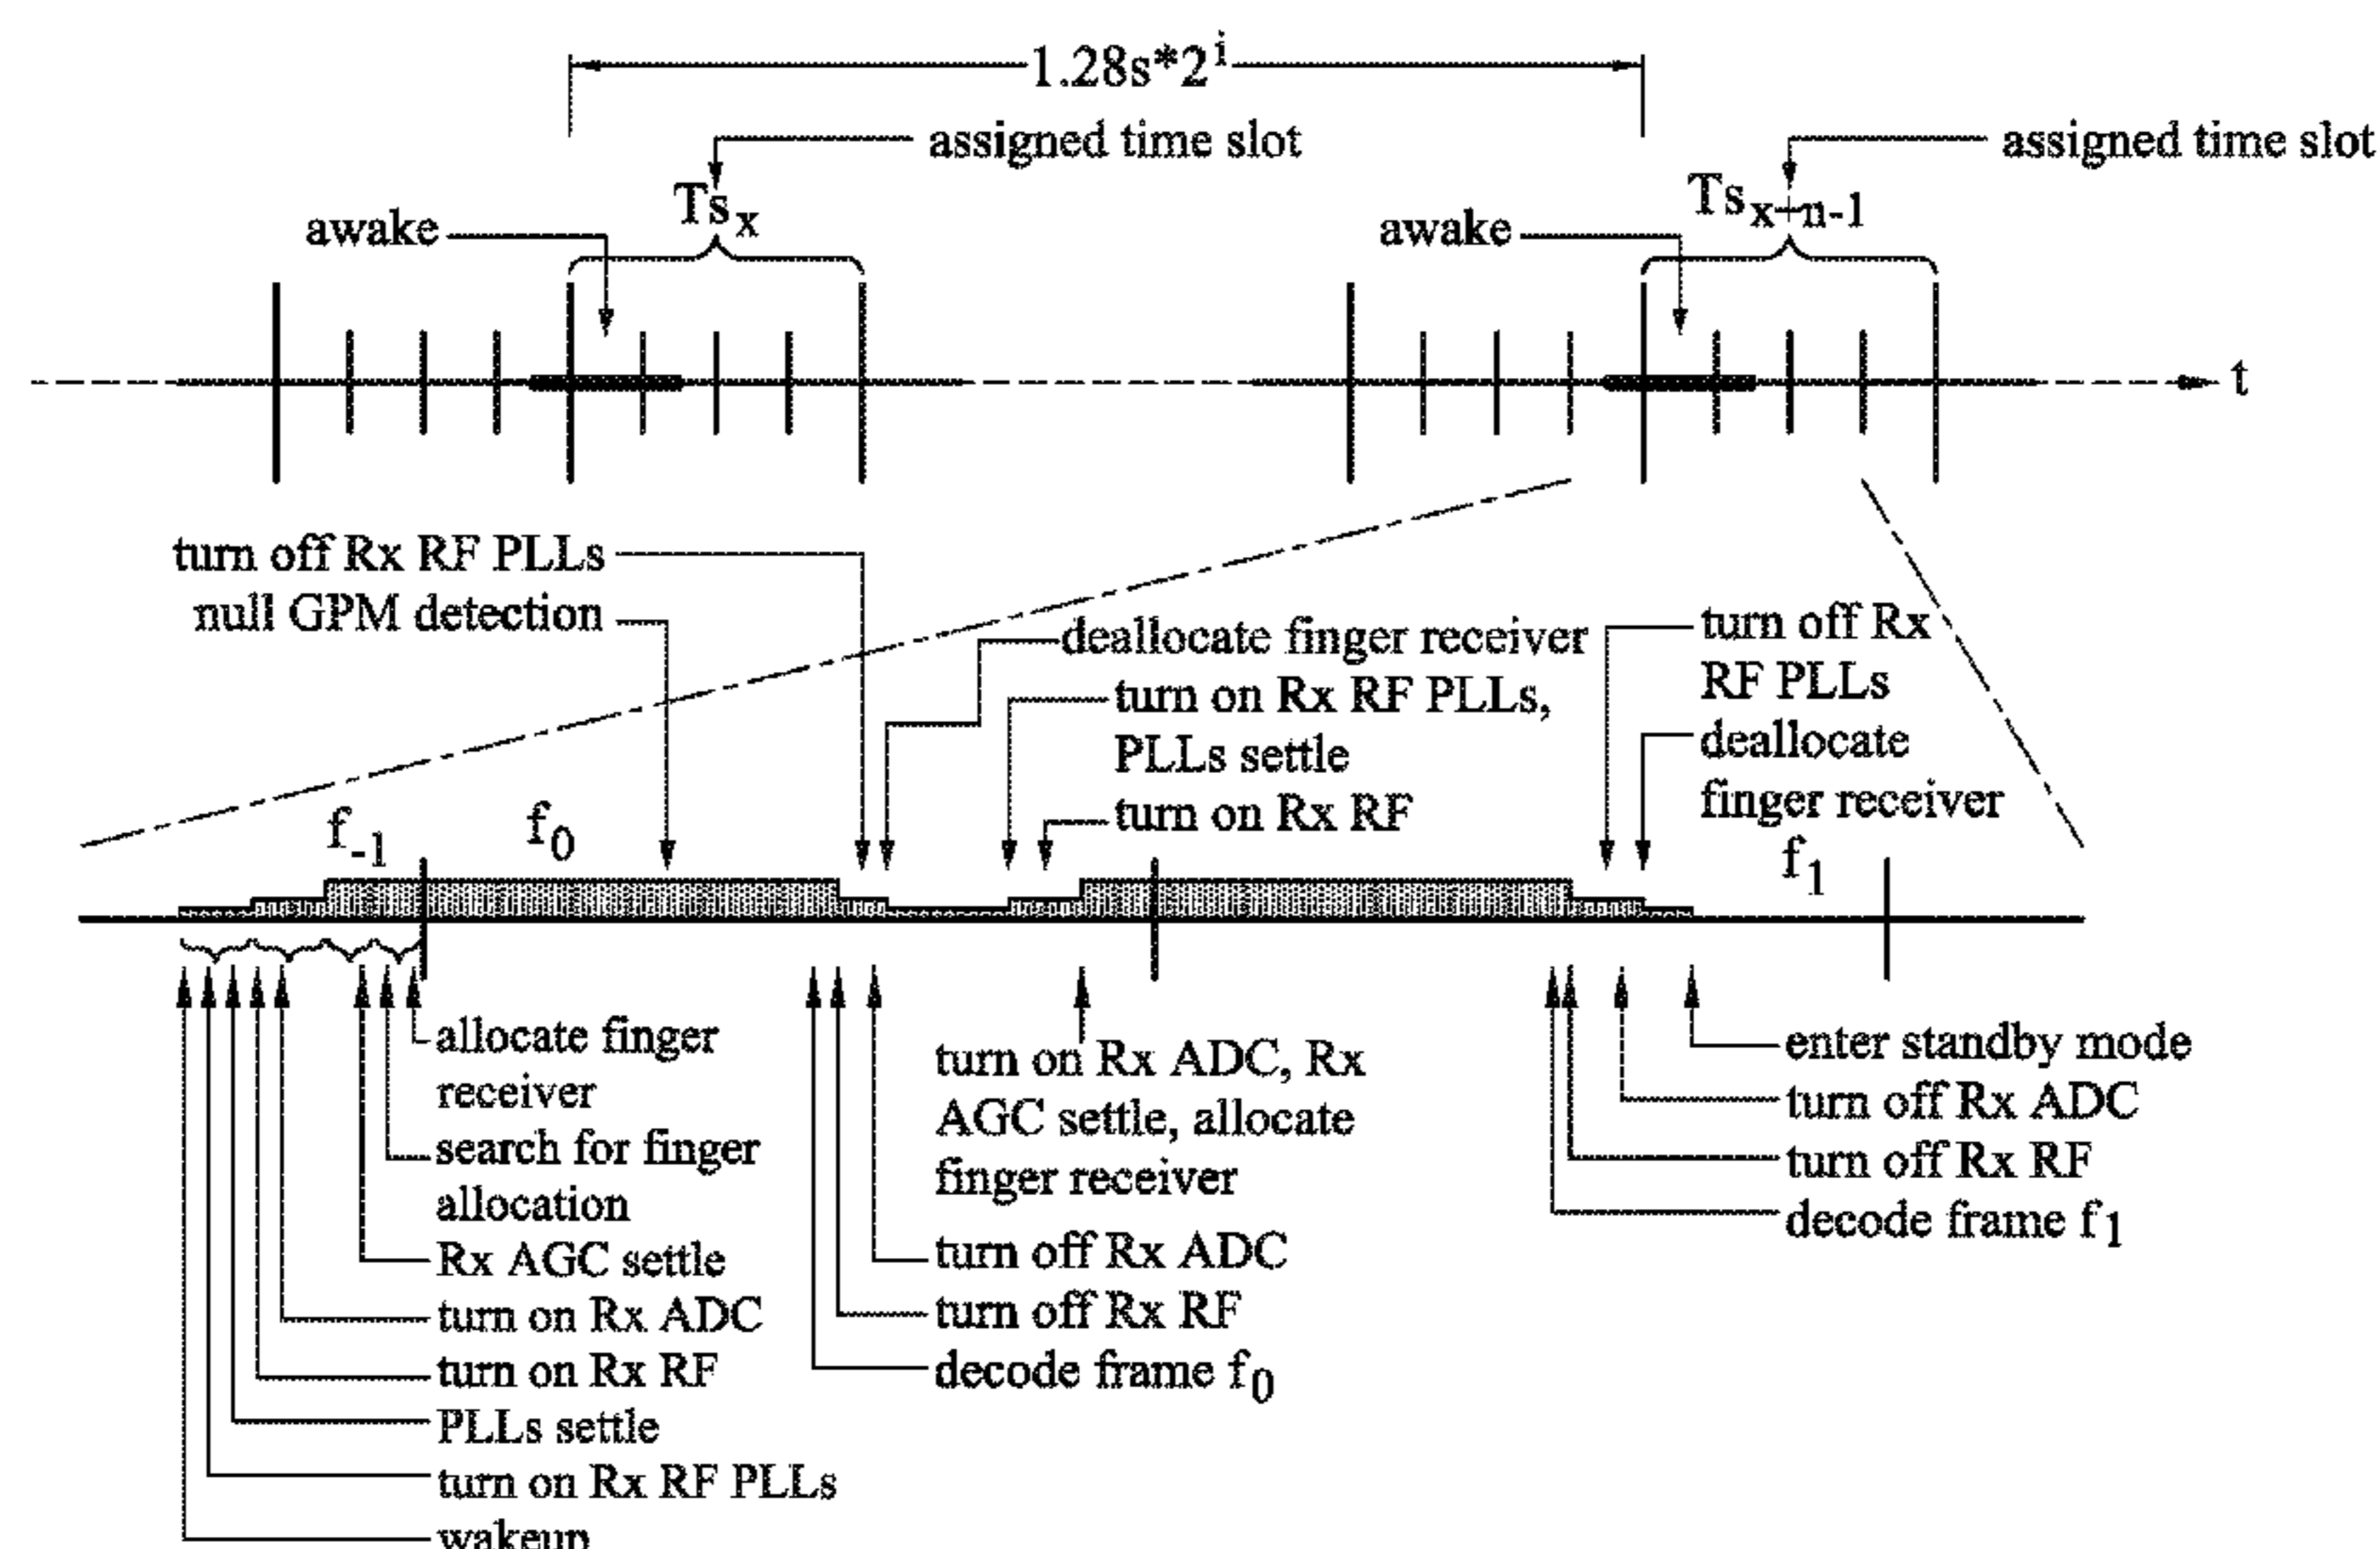 1.28s*2^i
assigned time slot
assigned time slot
Ts_x
Ts_x+n-1
awake
awake
t
turn off Rx RF PLLs
null GPM detection
deallocate finger receiver
turn on Rx RF PLLs,
PLLs settle
turn on Rx RF
turn off Rx
RF PLLs
deallocate
finger receiver
f_-1
f_0
f_1
allocate finger
receiver
search for finger
allocation
Rx AGC settle
turn on Rx ADC
turn on Rx RF
PLLs settle
turn on Rx RF PLLs
wakeup
turn on Rx ADC, Rx
AGC settle, allocate
finger receiver
turn off Rx ADC
turn off Rx RF
decode frame f_0
enter standby mode
turn off Rx ADC
turn off Rx RF
decode frame f_1